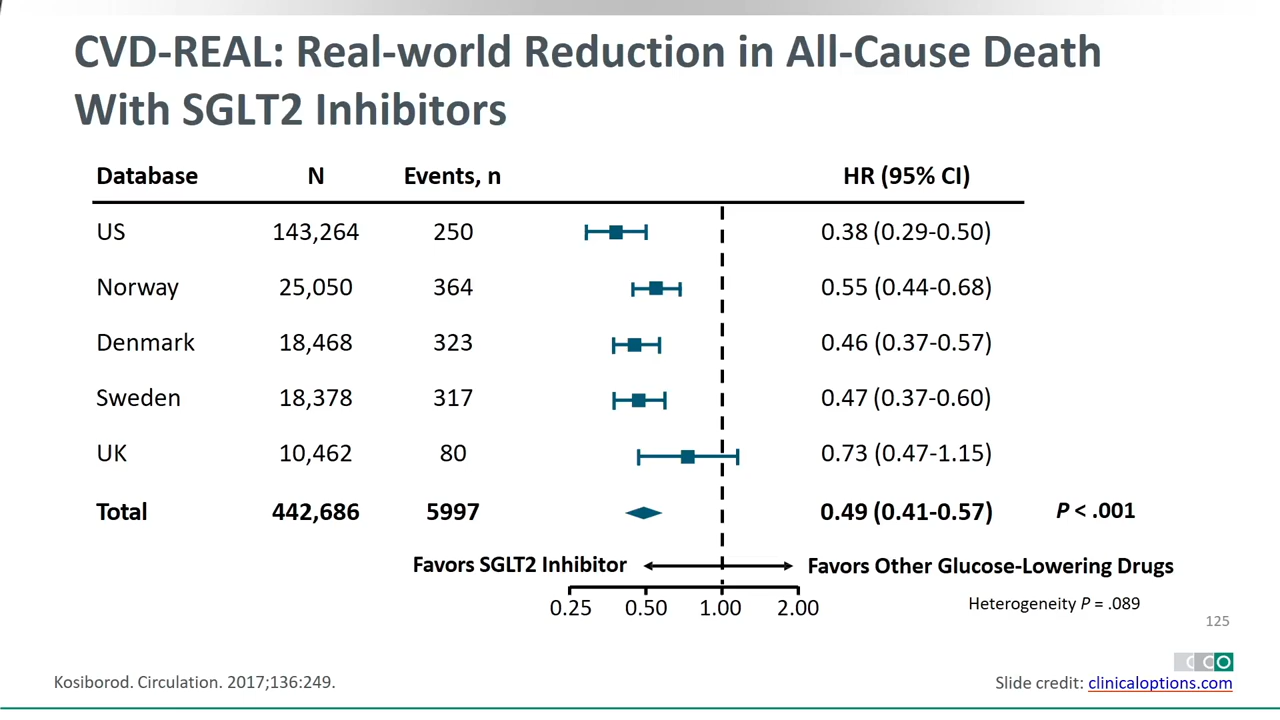 CVD-REAL: Real-world Reduction in All-Cause Death
With SGLT2 Inhibitors
Database N Events, n HR (95% CI)
US 143,264 250 0.38 (0.29-0.50)
Norway 25,050 364 0.55 (0.44-0.68)
Denmark 18,468 323 0.46 (0.37-0.57)
Sweden 18,378 317 0.47 (0.37-0.60)
UK 10,462 80 0.73 (0.47-1.15)
Total 442,686 5997 0.49 (0.41-0.57) P < .001
Favors SGLT2 Inhibitor Favors Other Glucose-Lowering Drugs
0.25 0.50 1.00 2.00
Heterogeneity P = .089
125
CCO
Kosiborod. Circulation. 2017;136:249.
Slide credit: clinicaloptions.com